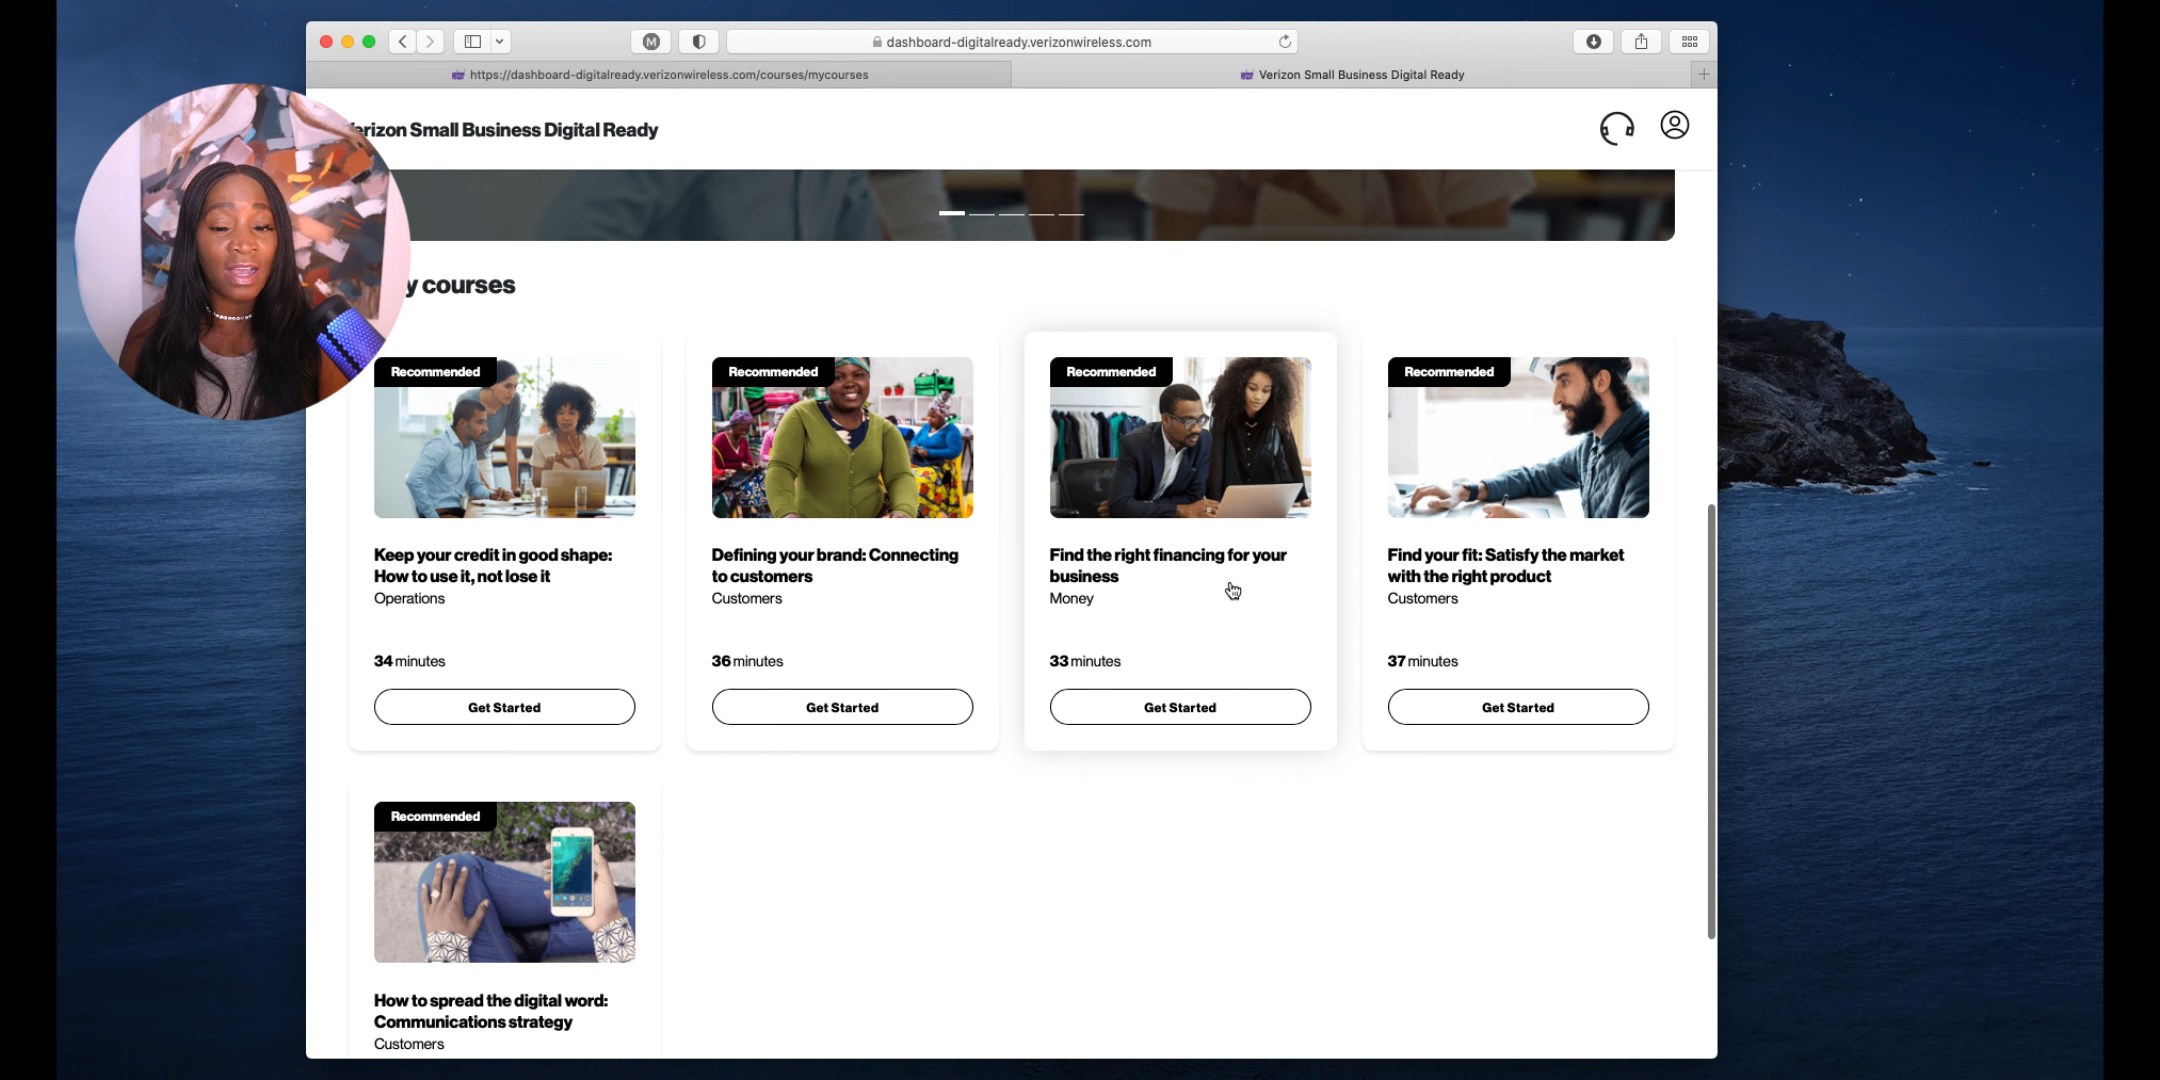 M
dashboard-digitalready.verizonwireless.com
https://dashboard-digitalready.verizonwireless.com/courses/mycourses
Verizon Small Business Digital Ready
erizon Small Business Digital Ready
y courses
Recommended
Recommended
Recommended
Recommended
Keep your credit in good shape:
How to use it, not lose it
Operations
34 minutes
Get Started
Defining your brand: Connecting
to customers
Customers
36 minutes
Get Started
Find the right financing for your
business
Money
33 minutes
Get Started
Find your fit: Satisfy the market
with the right product
Customers
37 minutes
Get Started
Recommended
How to spread the digital word:
Communications strategy
Customers